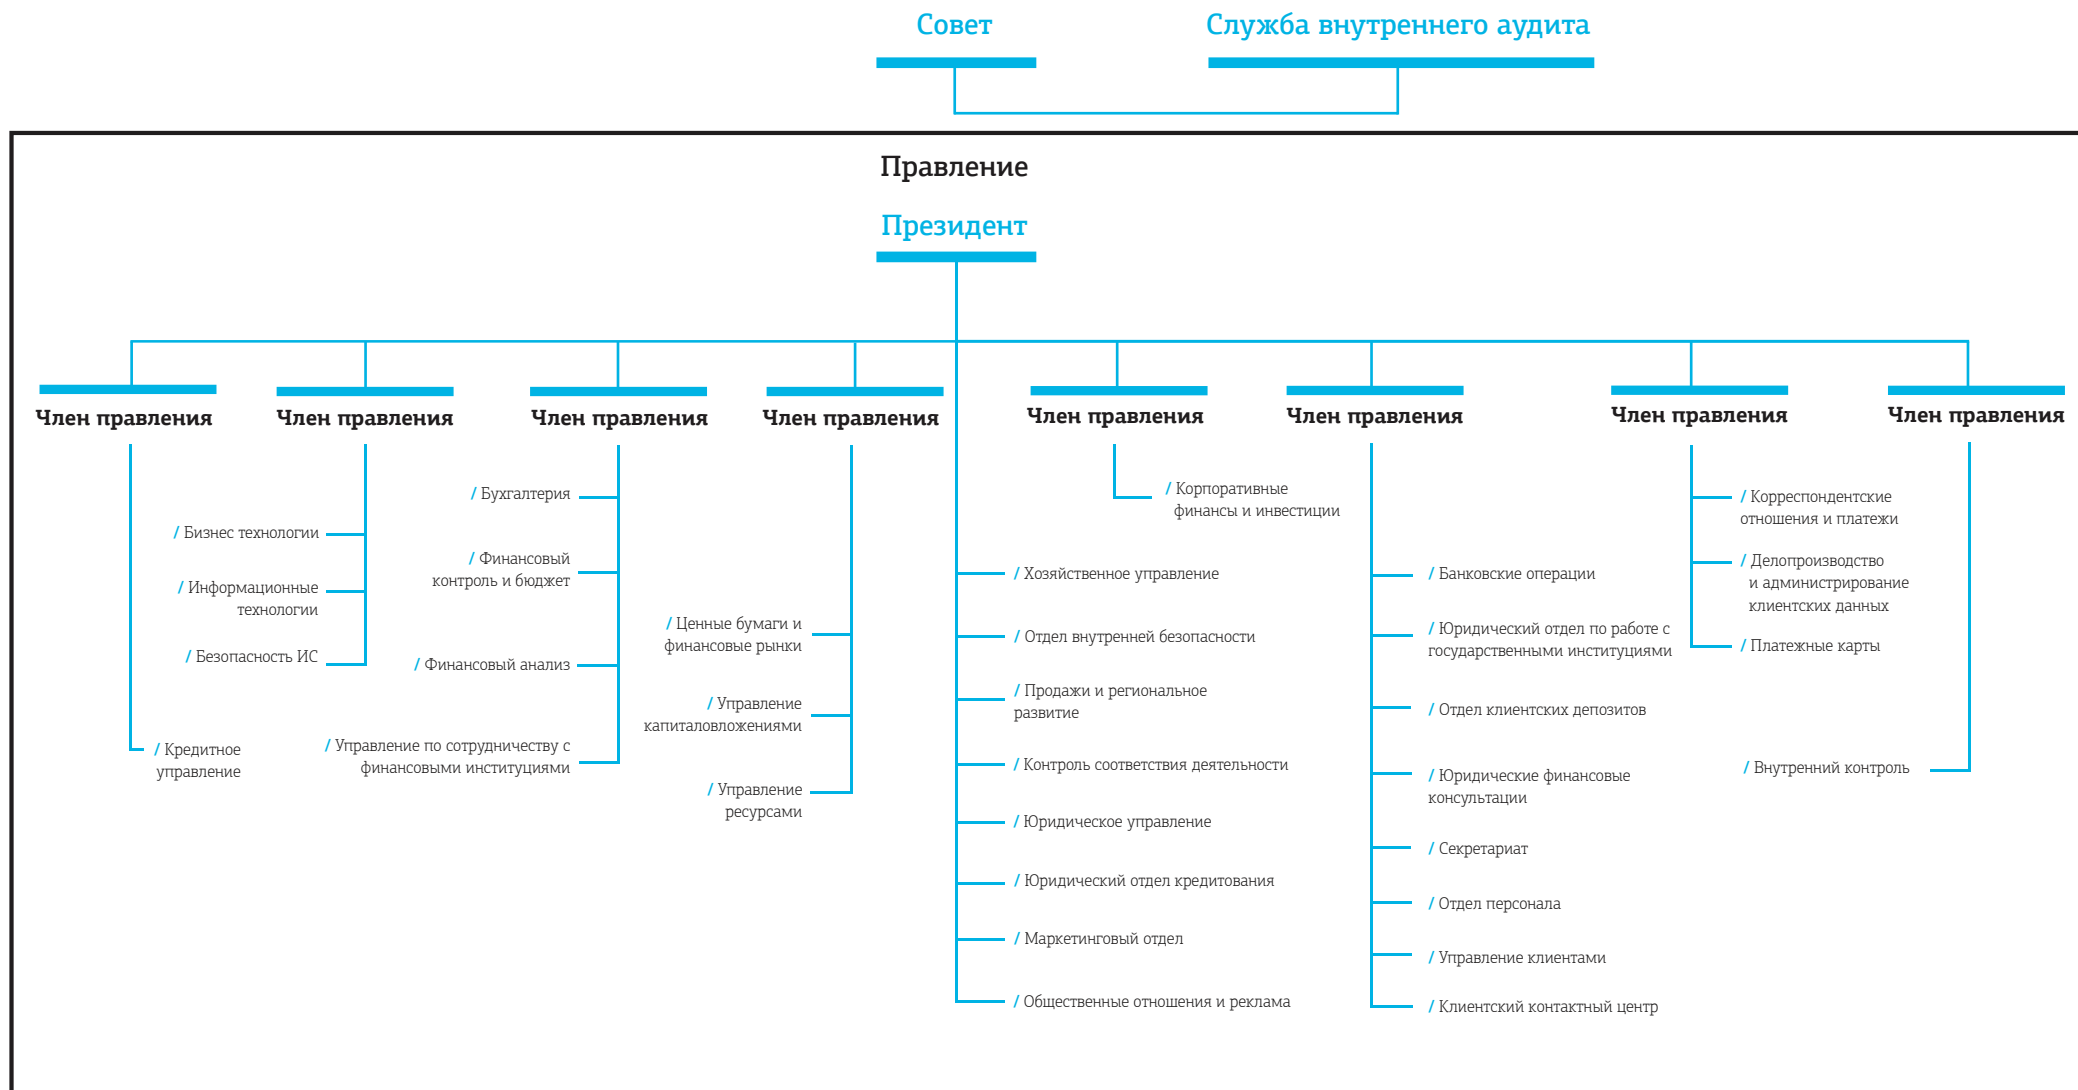 Совет
Служба внутреннего аудита
Правление
Президент
Член правления
/ Кредитное
управление
Член правления
/ Бизнес технологии
/ Информационные
технологии
/ Безопасность ИС
Член правления
/ Бухгалтерия
/ Финансовый
контроль и бюджет
/ Финансовый анализ
/ Управление по сотрудничеству с
финансовыми институциями
Член правления
/ Ценные бумаги и
финансовые рынки
/ Управление
капиталовложениями
/ Управление
ресурсами
/ Хозяйственное управление
/ Отдел внутренней безопасности
/ Продажи и региональное
развитие
/ Контроль соответствия деятельности
/ Юридическое управление
/ Юридический отдел кредитования
/ Маркетинговый отдел
/ Общественные отношения и реклама
Член правления
/ Корпоративные
финансы и инвестиции
Член правления
/ Банковские операции
/ Юридический отдел по работе с
государственными институциями
/ Отдел клиентских депозитов
/ Юридические финансовые
консультации
/ Секретариат
/ Отдел персонала
/ Управление клиентами
/ Клиентский контактный центр
Член правления
/ Корреспондентские
отношения и платежи
/ Делопроизводство
и администрирование
клиентских данных
/ Платежные карты
Член правления
/ Внутренний контроль